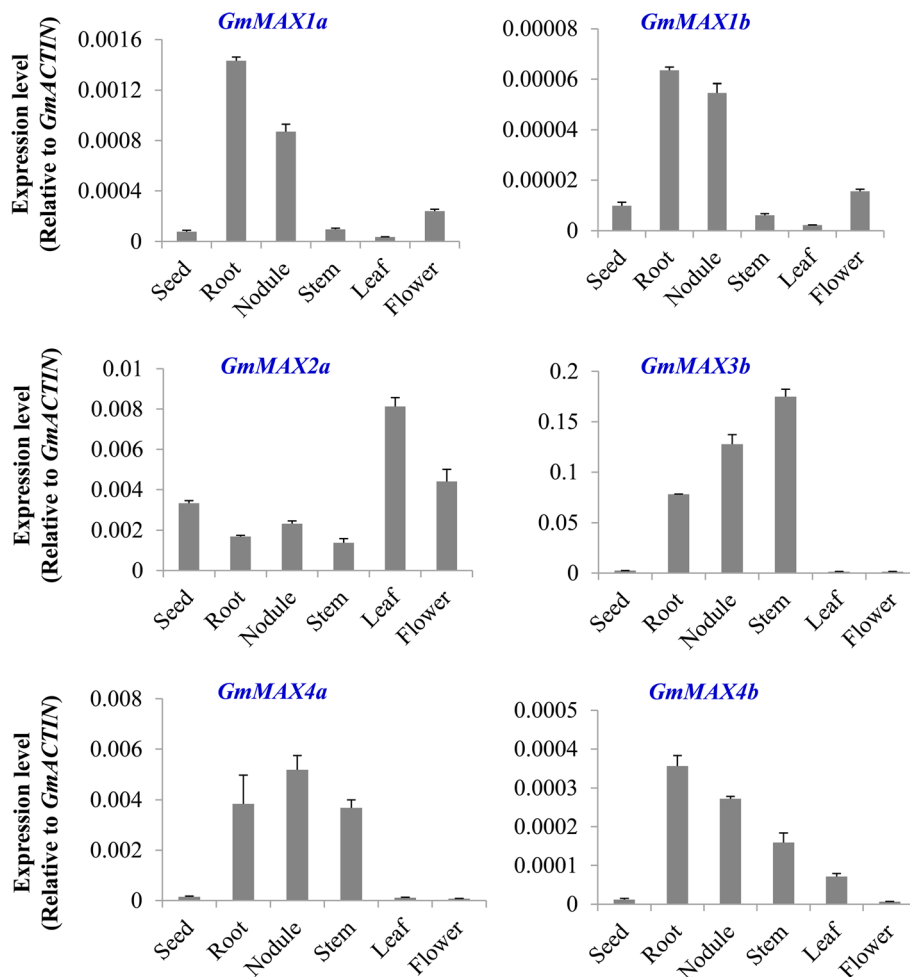 GmMAX1a
GmMAX1b
Expression level
(Relative to GmACTIN)
0.0016
0.0012
0.0008
0.0004
0
Seed
Root
Nodule
Stem
Leaf
Flower
0.00008
0.00006
0.00004
0.00002
0
Seed
Root
Nodule
Stem
Leaf
Flower
GmMAX2a
GmMAX3b
Expression level
(Relative to GmACTIN)
0.01
0.008
0.006
0.004
0.002
0
Seed
Root
Nodule
Stem
Leaf
Flower
0.2
0.15
0.1
0.05
0
Seed
Root
Nodule
Stem
Leaf
Flower
GmMAX4a
GmMAX4b
Expression level
(Relative to GmACTIN)
0.008
0.006
0.004
0.002
0
Seed
Root
Nodule
Stem
Leaf
Flower
0.0005
0.0004
0.0003
0.0002
0.0001
0
Seed
Root
Nodule
Stem
Leaf
Flower